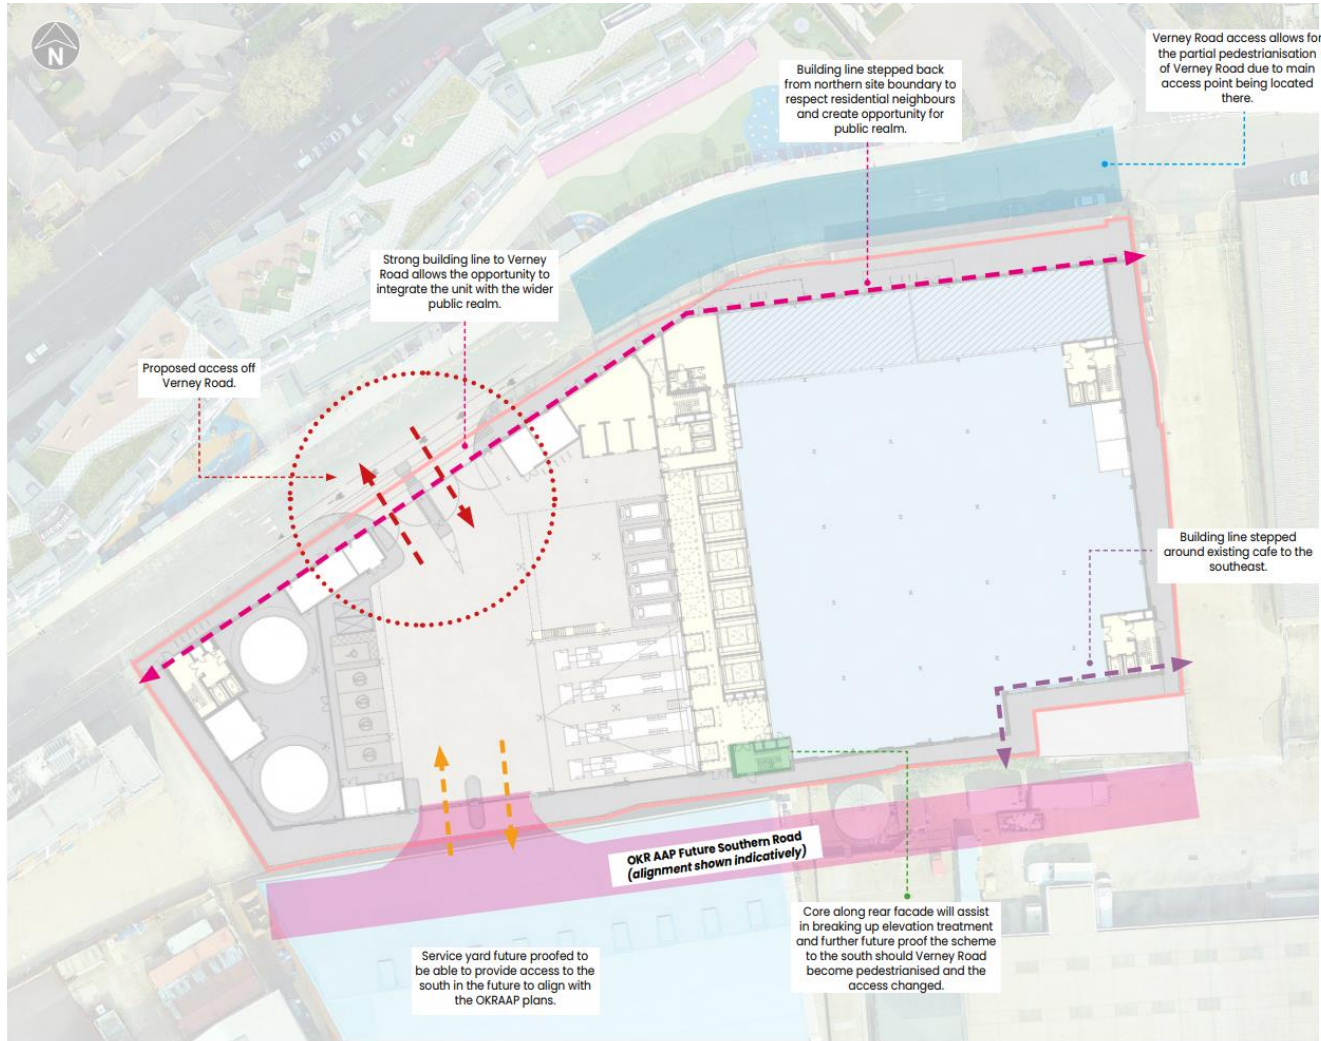 N
Verney Road access allows for
the partial pedestrianisation
of Verney Road due to main
access point being located
there.
Building line stepped back
from northern site boundary to
respect residential neighbours
and create opportunity for
public realm.
Strong building line to Verney
Road allows the opportunity to
integrate the unit with the wider
public realm.
Proposed access off
Verney Road.
Building line stepped
around existing cafe to the
southeast.
OKR AAP Future Southern Road
(alignment shown indicatively)
Core along rear facade will assist
in breaking up elevation treatment
and further future proof the scheme
to the south should Verney Road
become pedestrianised and the
access changed.
Service yard future proofed to
be able to provide access to the
south in the future to align with
the OKRAAP plans.